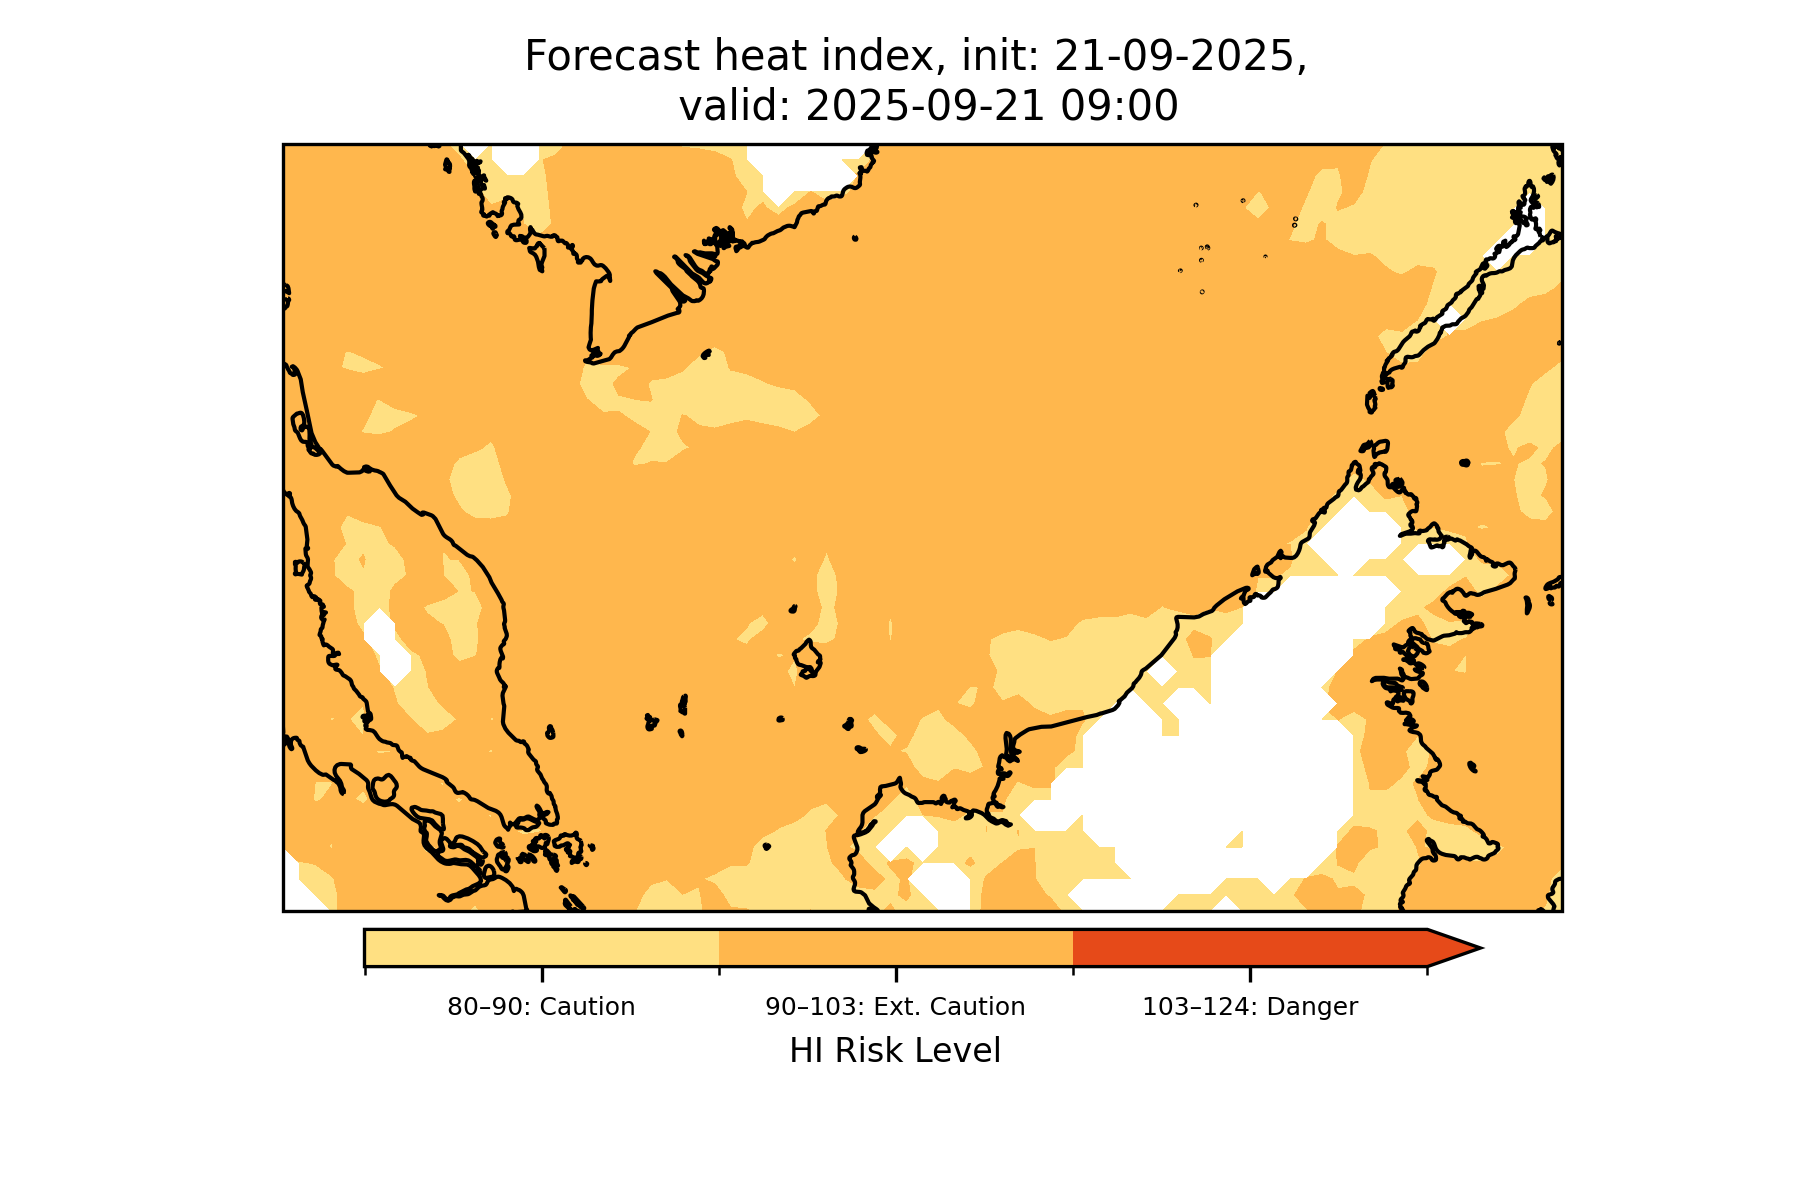 Forecast heat index, init: 21-09-2025,
valid: 2025-09-21 09:00
80–90: Caution
90–103: Ext. Caution
103–124: Danger
HI Risk Level